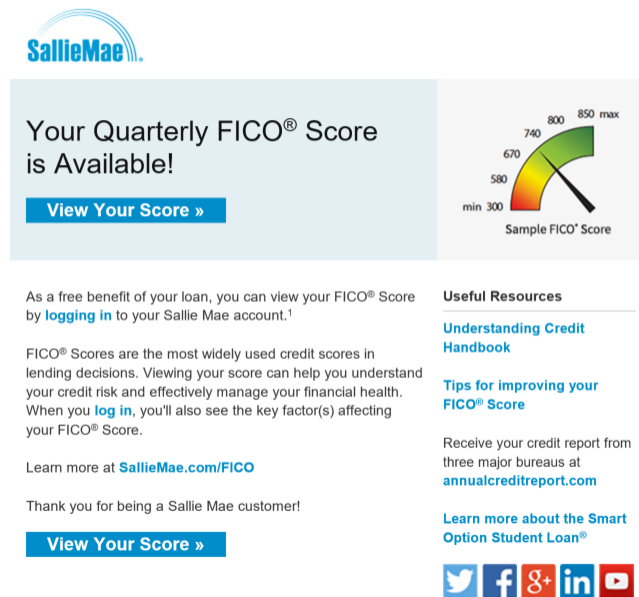 SallieMae®
Your Quarterly FICO® Score
is Available!
View Your Score »
850 max
800
740
670
580
min 300
Sample FICO® Score
As a free benefit of your loan, you can view your FICO® Score
by logging in to your Sallie Mae account.¹
FICO® Scores are the most widely used credit scores in
lending decisions. Viewing your score can help you understand
your credit risk and effectively manage your financial health.
When you log in, you'll also see the key factor(s) affecting
your FICO® Score.
Learn more at SallieMae.com/FICO
Thank you for being a Sallie Mae customer!
View Your Score »
Useful Resources
Understanding Credit
Handbook
Tips for improving your
FICO® Score
Receive your credit report from
three major bureaus at
annualcreditreport.com
Learn more about the Smart
Option Student Loan®
f
g+
in